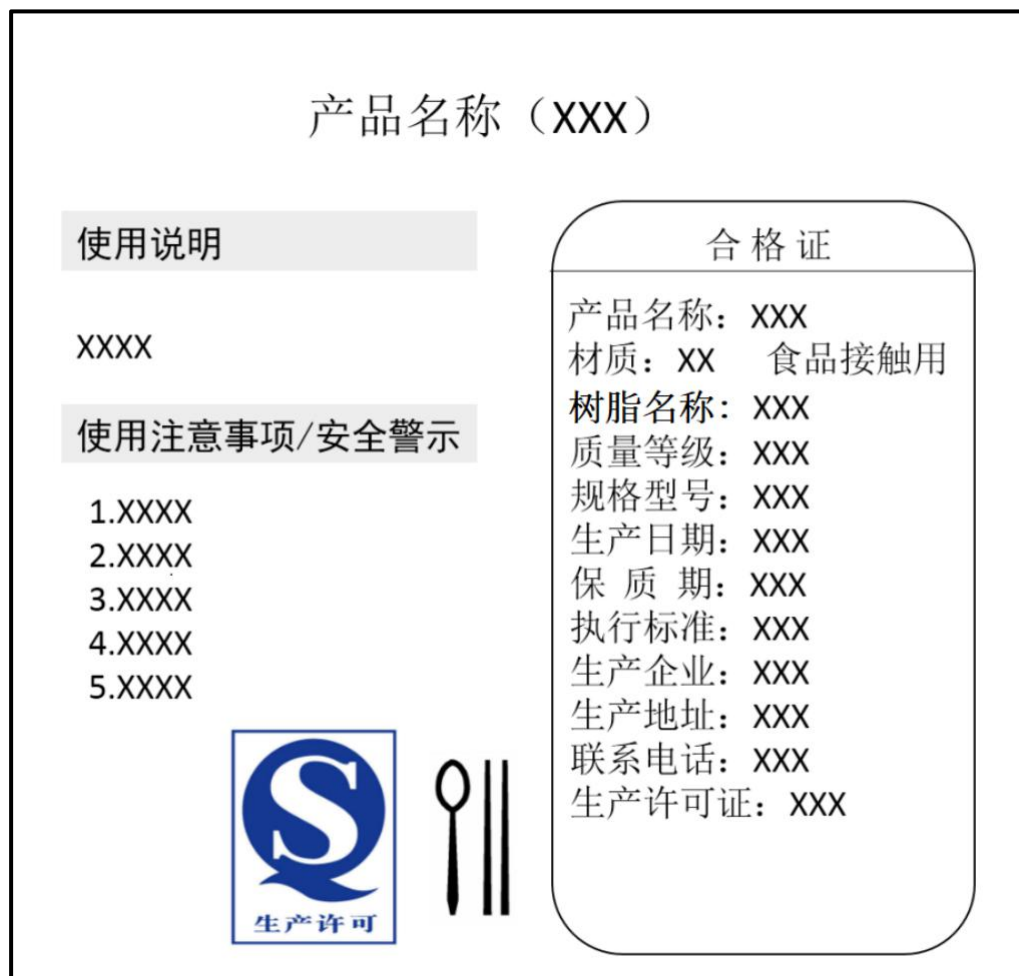 产品名称（XXX）
使用说明
XXXX
使用注意事项/安全警示
1.XXXX
2.XXXX
3.XXXX
4.XXXX
5.XXXX
QS
生产许可
合格证
产品名称：XXX
材质：XX 食品接触用
树脂名称：XXX
质量等级：XXX
规格型号：XXX
生产日期：XXX
保质期：XXX
执行标准：XXX
生产企业：XXX
生产地址：XXX
联系电话：XXX
生产许可证：XXX